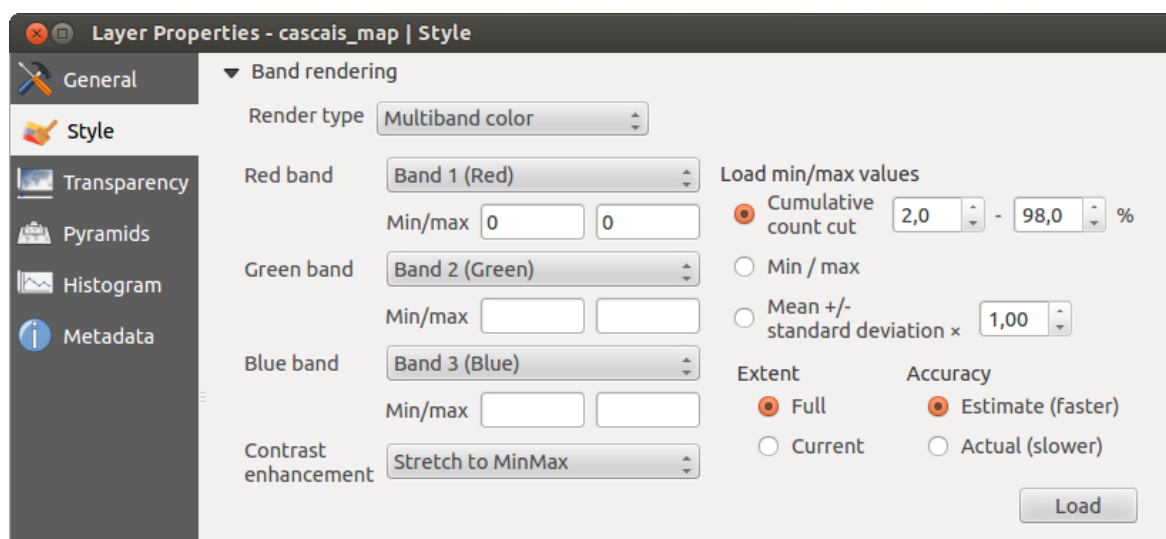 Layer Properties - cascais_map | Style
General
Style
Transparency
Pyramids
Histogram
Metadata
Band rendering
Render type Multiband color
Red band Band 1 (Red)
Min/max 0 0
Green band Band 2 (Green)
Min/max
Blue band Band 3 (Blue)
Min/max
Contrast
enhancement Stretch to MinMax
Load min/max values
Cumulative
count cut 2,0 - 98,0 %
Min / max
Mean +/-
standard deviation × 1,00
Extent Accuracy
Full Estimate (faster)
Current Actual (slower)
Load